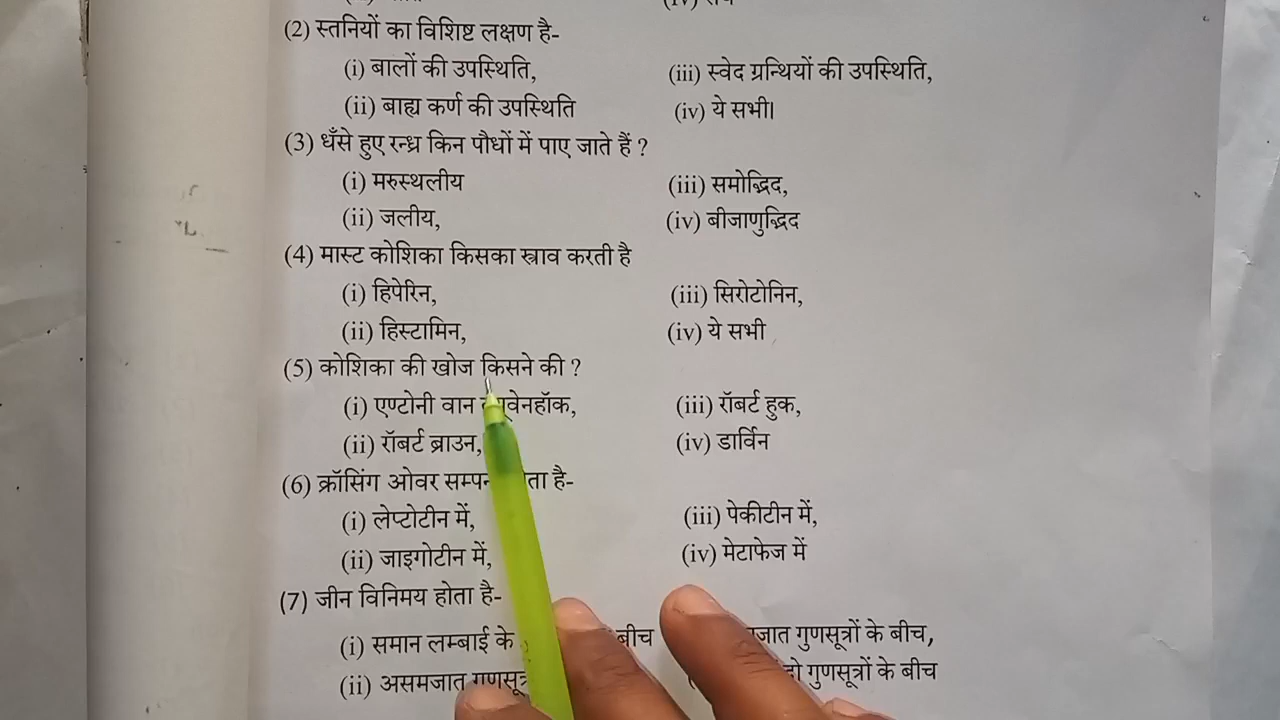 (2) स्तनियों का विशिष्ट लक्षण है-
(i) बालों की उपस्थिति, (iii) स्वेद ग्रन्थियों की उपस्थिति,
(ii) बाह्य कर्ण की उपस्थिति (iv) ये सभी।
(3) धँसे हुए रन्ध्र किन पौधों में पाए जाते हैं ?
(i) मरुस्थलीय (iii) समोद्भिद,
(ii) जलीय, (iv) बीजाणुद्भिद
(4) मास्ट कोशिका किसका स्त्राव करती है
(i) हिपेरिन, (iii) सिरोटोनिन,
(ii) हिस्टामिन, (iv) ये सभी
(5) कोशिका की खोज किसने की ?
(i) एण्टोनी वान (iii) रॉबर्ट हुक,
(ii) रॉबर्ट ब्राउन, (iv) डार्विन
(6) क्रॉसिंग ओवर है-
(i) लेप्टोटीन में, (iii) पेकीटीन में,
(ii) जाइगोटीन में, (iv) मेटाफेज में
(7) जीन विनिमय होता है-
(i) समान लम्बाई के बीच गुणसूत्रों के बीच,
(ii) असमजात गुणसूत्रों के बीच